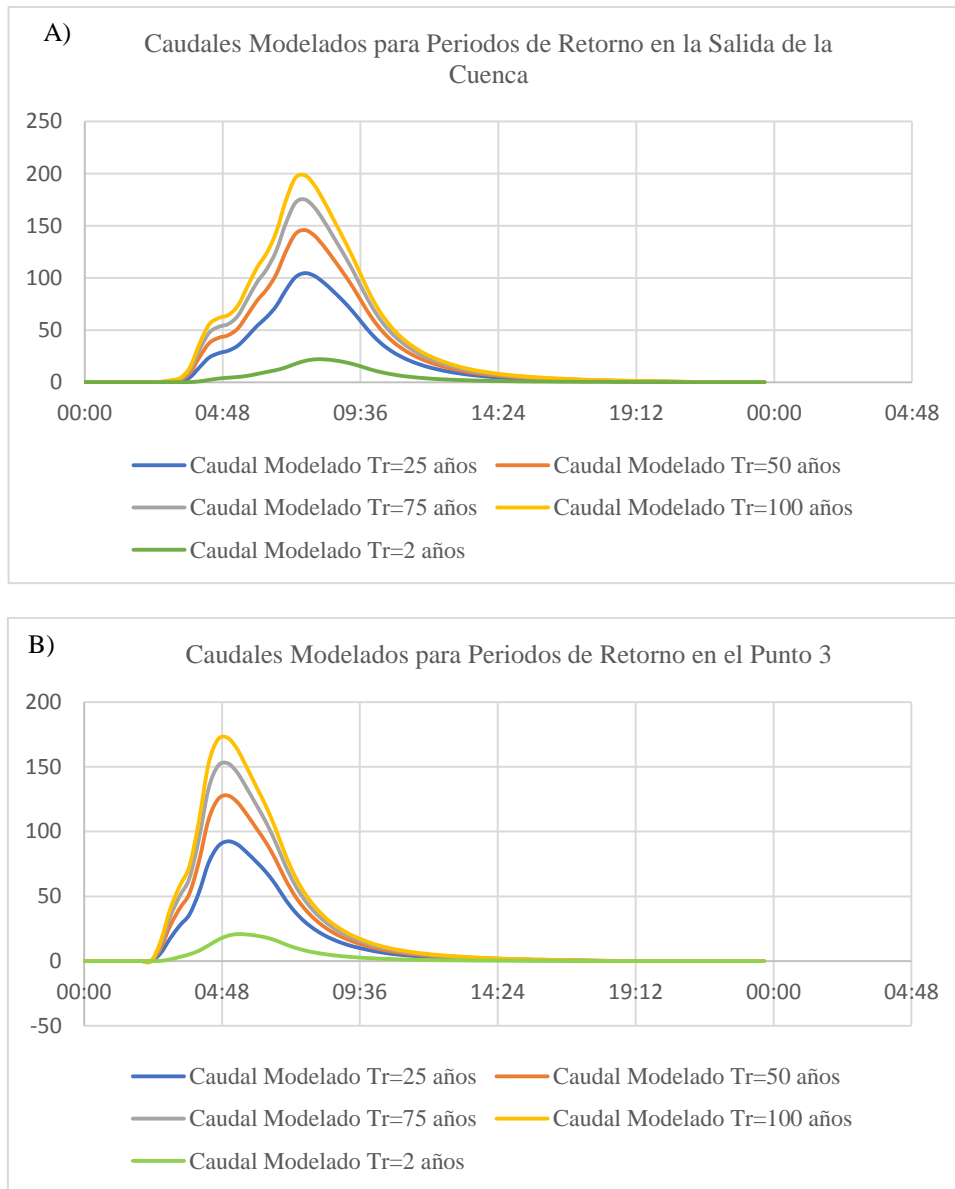 A)
Caudales Modelados para Periodos de Retorno en la Salida de la
Cuenca
250
200
150
100
50
0
00:00 04:48 09:36 14:24 19:12 00:00 04:48
Caudal Modelado Tr=25 años Caudal Modelado Tr=50 años
Caudal Modelado Tr=75 años Caudal Modelado Tr=100 años
Caudal Modelado Tr=2 años
B)
Caudales Modelados para Periodos de Retorno en el Punto 3
200
150
100
50
0
00:00 04:48 09:36 14:24 19:12 00:00 04:48
-50
Caudal Modelado Tr=25 años Caudal Modelado Tr=50 años
Caudal Modelado Tr=75 años Caudal Modelado Tr=100 años
Caudal Modelado Tr=2 años